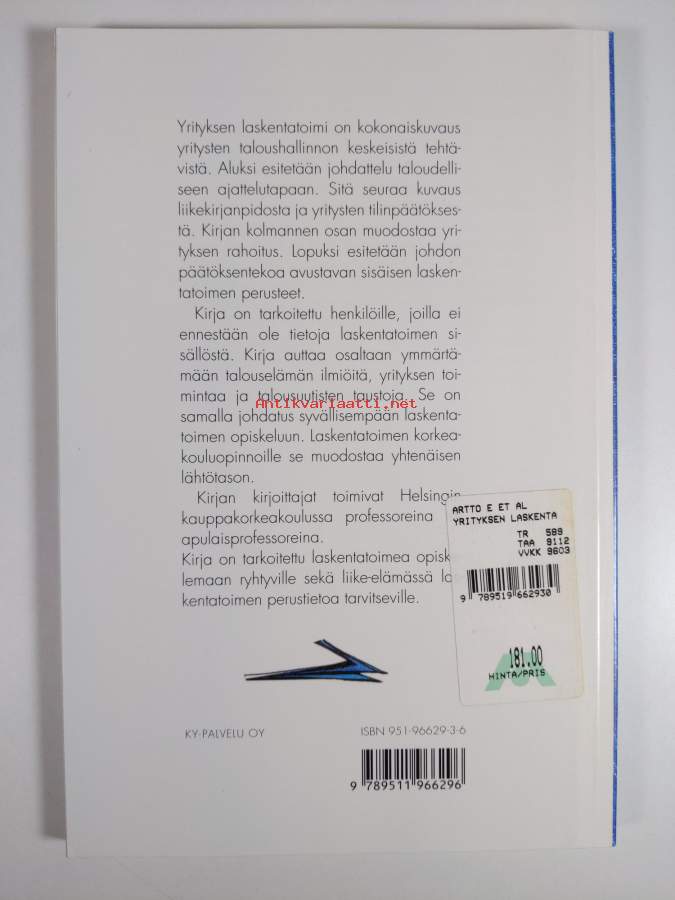 Yrityksen laskentatoimi on kokonaiskuvaus
yritysten taloushallinnon keskeisistä tehtä-
vistä. Aluksi esitetään johdattelu taloudelli-
seen ajattelutapaan. Sitä seuraa kuvaus
liikekirjanpidosta ja yritysten tilinpäätökses-
tä. Kirjan kolmannen osan muodostaa yri-
tyksen rahoitus. Lopuksi esitetään johdon
päätöksentekoa avustavan sisäisen lasken-
tatoimen perusteet.
Kirja on tarkoitettu henkilöille, joilla ei
ennestään ole tietoja laskentatoimen si-
sällöstä. Kirja auttaa osaltaan ymmärtä-
mään talouselämän ilmiöitä, yrityksen toi-
mintaa ja talousuutisten taustoja. Se on
Antikvariaatti.net
samalla johdatus syvällisempään laskenta-
toimen opiskeluun. Laskentatoimen korkea-
kouluopinnoille se muodostaa yhtenäisen
lähtötason.
Kirjan kirjoittajat toimivat Helsingin
kauppakorkeakoulussa professoreina
apulaisprofessoreina.
Kirja on tarkoitettu laskentatoimea opiske
lemaan ryhtyville sekä liike-elämässä la
kentatoimen perustietoa tarvitseville.
ARTTO E ET AL
YRITYKSEN LASKENTA
TR 589
TAA 9112
VVKK 9603
9 789519 662930
181.00
HINTA/PRIS
KY-PALVELU OY
ISBN 951-96629-3-6
9 789511 966296